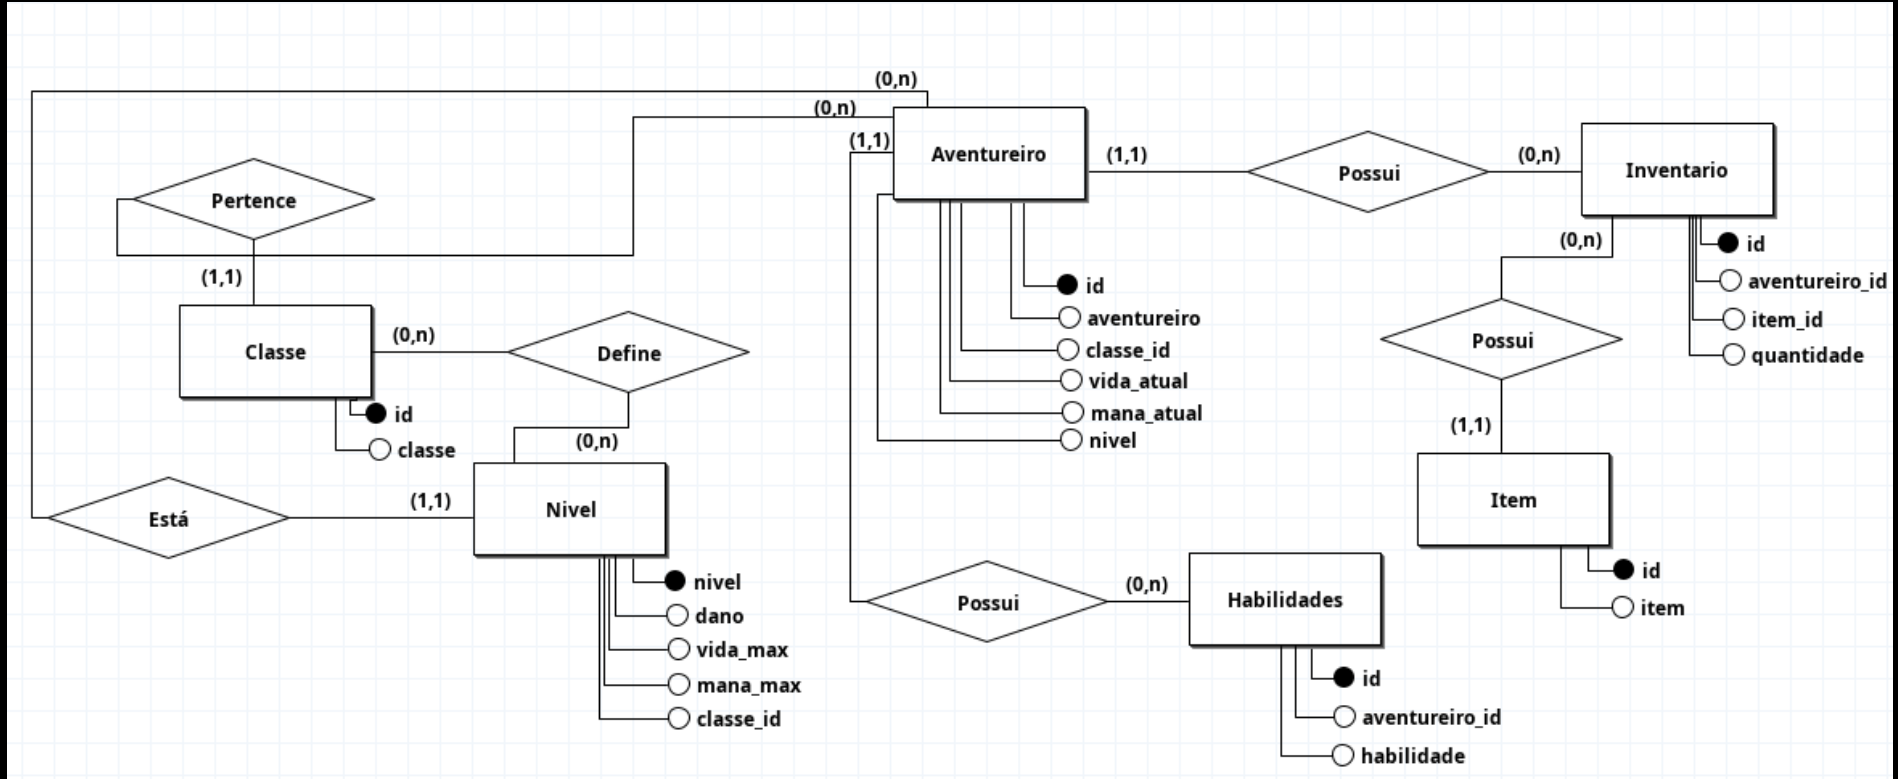 (0,n)
(0,n)
(1,1)
Aventureiro
(1,1)
Possui
(0,n)
Inventario
Pertence
(1,1)
(0,n)
id
aventureiro_id
item_id
quantidade
id
aventureiro
classe_id
vida_atual
mana_atual
nivel
Classe
(0,n)
Define
(0,n)
id
classe
Possui
(1,1)
Item
id
item
Está
(1,1)
Nivel
nivel
dano
vida_max
mana_max
classe_id
Possui
(0,n)
Habilidades
id
aventureiro_id
habilidade